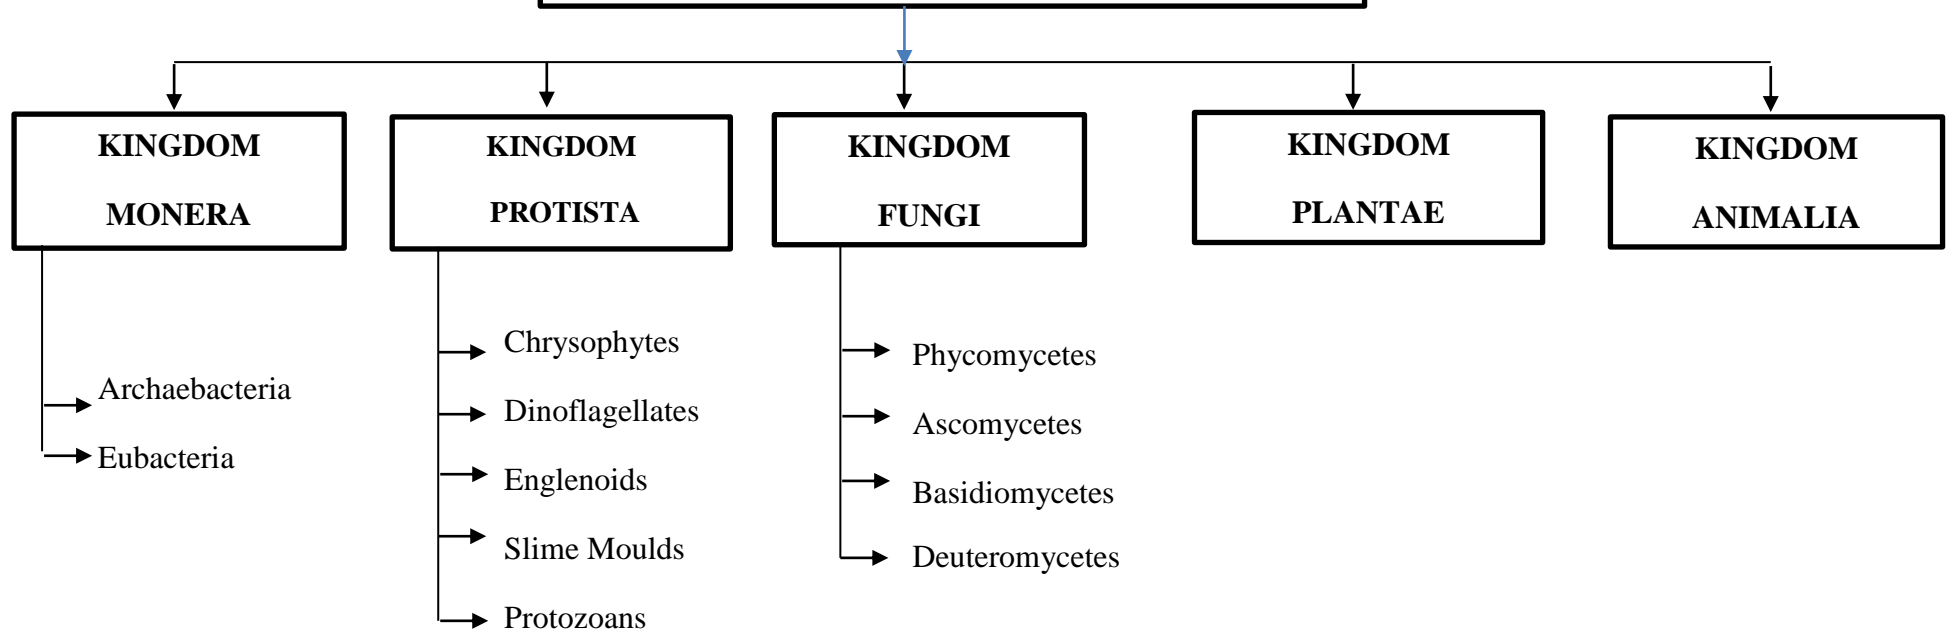 KINGDOM
MONERA
KINGDOM
PROTISTA
KINGDOM
FUNGI
KINGDOM
PLANTAE
KINGDOM
ANIMALIA
Archaebacteria
Eubacteria
Chrysophytes
Dinoflagellates
Englenoids
Slime Moulds
Protozoans
Phycomycetes
Ascomycetes
Basidiomycetes
Deuteromycetes